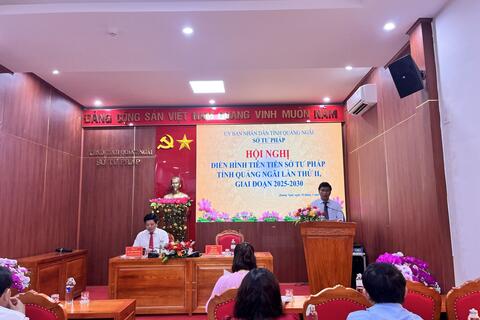 ĐẢNG CỘNG SẢN VIỆT NAM QUANG VINH MUÔN NĂM
ỦY BAN NHÂN DÂN TỈNH QUẢNG NGÃI
SỞ TƯ PHÁP
HỘI NGHỊ
ĐIỂN HÌNH TIÊN TIẾN SỞ TƯ PHÁP
TỈNH QUẢNG NGÃI LẦN THỨ II,
GIAI ĐOẠN 2025-2030
SỞ TƯ PHÁP